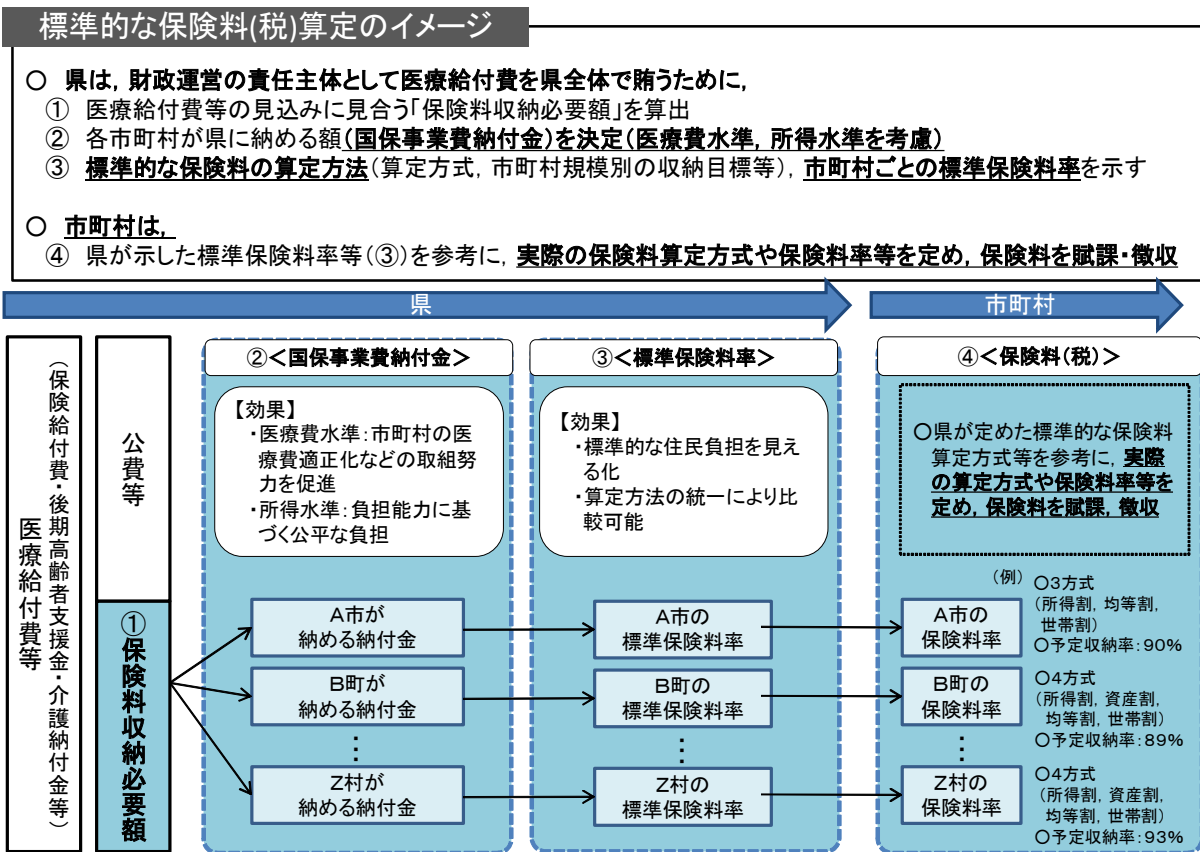 標準的な保険料(税)算定のイメージ
○ 県は，財政運営の責任主体として医療給付費を県全体で賄うために，
① 医療給付費等の見込みに見合う「保険料収納必要額」を算出
② 各市町村が県に納める額(国保事業費納付金)を決定(医療費水準，所得水準を考慮)
③ 標準的な保険料の算定方法(算定方式，市町村規模別の収納目標等)，市町村ごとの標準保険料率を示す
○ 市町村は，
④ 県が示した標準保険料率等(③)を参考に，実際の保険料算定方式や保険料率等を定め，保険料を賦課・徴収
県
市町村
医療給付費等
(保険給付費・後期高齢者支援金・介護納付金等)
公費等
①保険料収納必要額
②＜国保事業費納付金＞
【効果】
・医療費水準：市町村の医
療費適正化などの取組努
力を促進
・所得水準：負担能力に基
づく公平な負担
A市が
納める納付金
B町が
納める納付金
⋮
Z村が
納める納付金
③＜標準保険料率＞
【効果】
・標準的な住民負担を見え
る化
・算定方法の統一により比
較可能
A市の
標準保険料率
B町の
標準保険料率
⋮
Z村の
標準保険料率
④＜保険料(税)＞
○県が定めた標準的な保険料
算定方式等を参考に，実際
の算定方式や保険料率等を
定め，保険料を賦課，徴収
(例)
A市の
保険料率
○3方式
(所得割，均等割，
世帯割)
○予定収納率：90%
B町の
保険料率
○4方式
(所得割，資産割，
均等割，世帯割)
○予定収納率：89%
⋮
Z村の
保険料率
○4方式
(所得割，資産割，
均等割，世帯割)
○予定収納率：93%